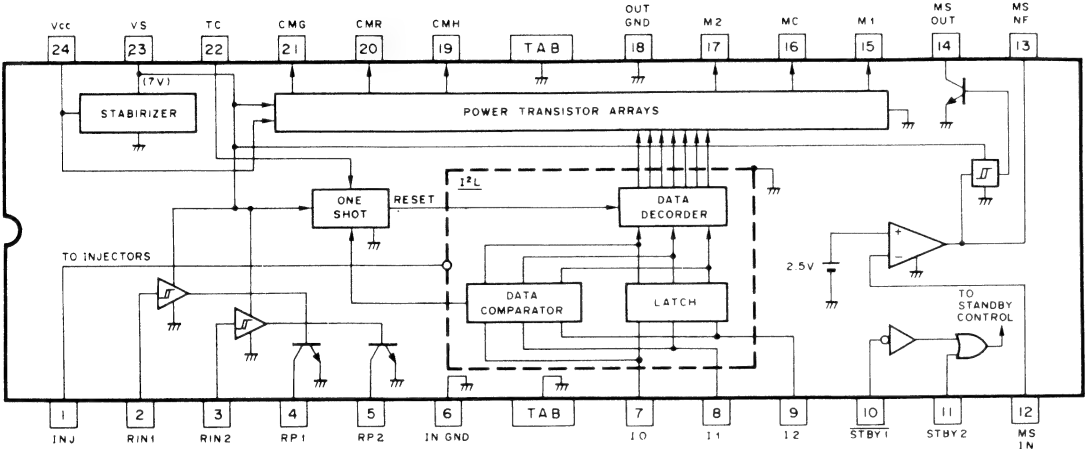 Vcc VS TC CMG CMR CMH OUT GND M2 MC M1 MS OUT MS NF
24 23 22 21 20 19 TAB 18 17 16 15 14 13
(7V)
STABIRIZER
POWER TRANSISTOR ARRAYS
I²L
ONE SHOT
RESET
DATA DECORDER
TO INJECTORS
2.5V
+
−
DATA COMPARATOR
LATCH
TO STANDBY CONTROL
1 2 3 4 5 6 TAB 7 8 9 10 11 12
INJ RIN1 RIN2 RP1 RP2 IN GND I0 I1 I2 STBY1 STBY2 MS IN